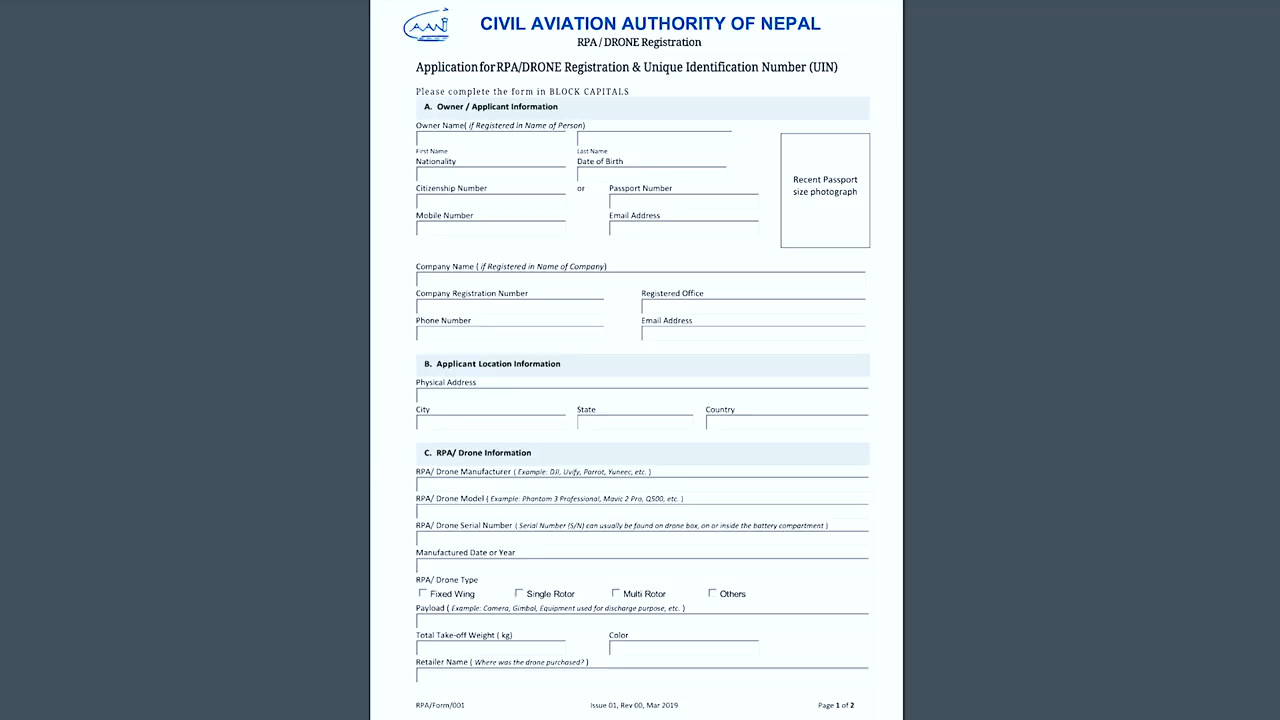 CAAN
CIVIL AVIATION AUTHORITY OF NEPAL
RPA / DRONE Registration
Application for RPA/DRONE Registration & Unique Identification Number (UIN)
Please complete the form in BLOCK CAPITALS
A. Owner / Applicant Information
Owner Name( if Registered in Name of Person)
First Name Last Name
Nationality Date of Birth
Recent Passport
size photograph
Citizenship Number or Passport Number
Mobile Number Email Address
Company Name ( if Registered in Name of Company)
Company Registration Number Registered Office
Phone Number Email Address
B. Applicant Location Information
Physical Address
City State Country
C. RPA/ Drone Information
RPA/ Drone Manufacturer ( Example: DJI, Uvify, Parrot, Yuneec, etc. )
RPA/ Drone Model ( Example: Phantom 3 Professional, Mavic 2 Pro, Q500, etc. )
RPA/ Drone Serial Number ( Serial Number (S/N) can usually be found on drone box, on or inside the battery compartment )
Manufactured Date or Year
RPA/ Drone Type
Fixed Wing Single Rotor Multi Rotor Others
Payload ( Example: Camera, Gimbal, Equipment used for discharge purpose, etc. )
Total Take-off Weight ( kg) Color
Retailer Name ( Where was the drone purchased? )
RPA/Form/001 Issue 01, Rev 00, Mar 2019 Page 1 of 2